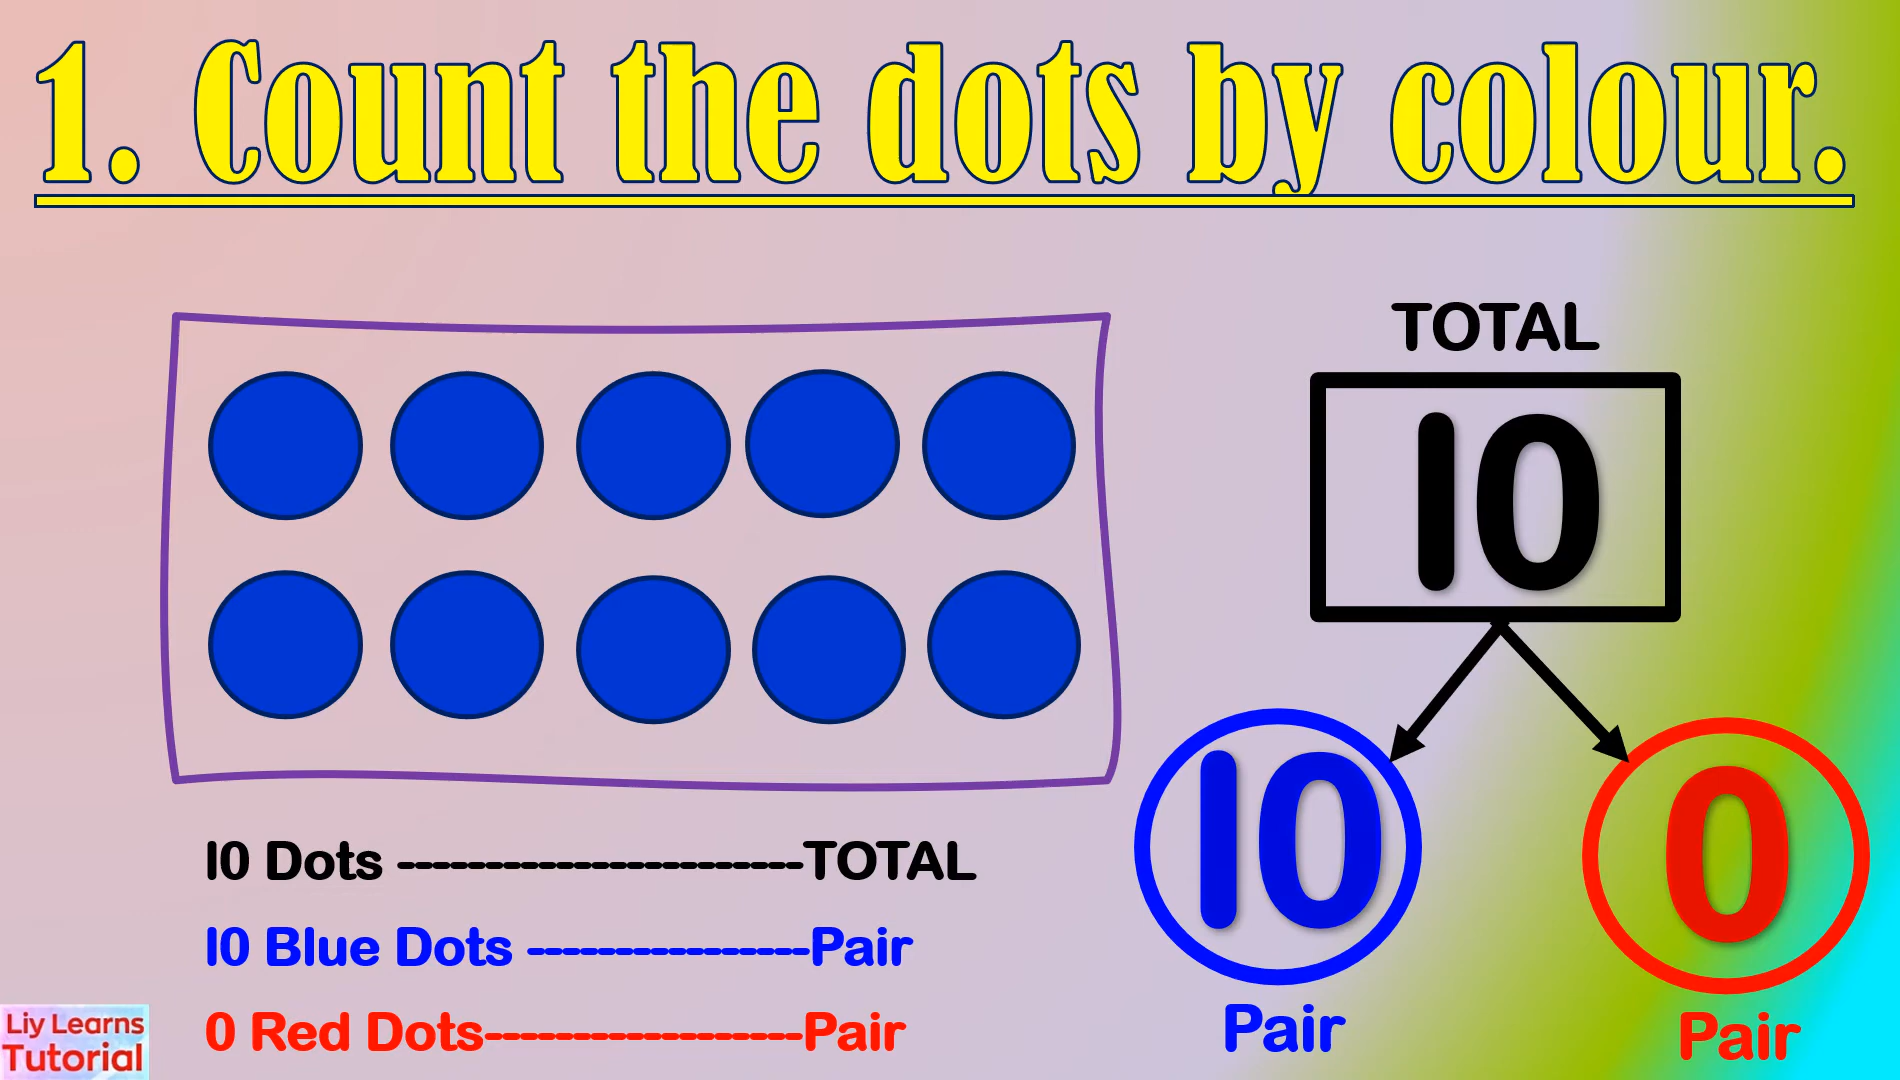 1. Count the dots by colour.
TOTAL
10
10
0
Pair
Pair
10 Dots -----------------------TOTAL
10 Blue Dots ----------------Pair
0 Red Dots------------------Pair
Liy Learns
Tutorial